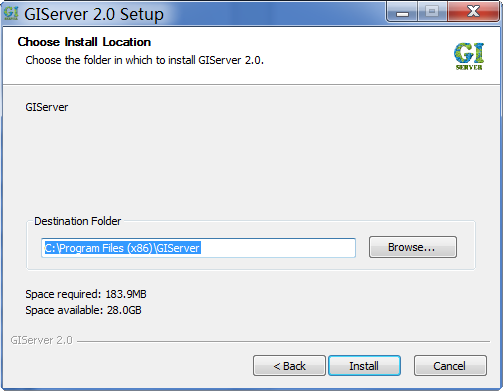 GIServer 2.0 Setup
Choose Install Location
Choose the folder in which to install GIServer 2.0.
GI
SERVER
GIServer
Destination Folder
C:\Program Files (x86)\GIServer
Browse...
Space required: 183.9MB
Space available: 28.0GB
GIServer 2.0
< Back
Install
Cancel